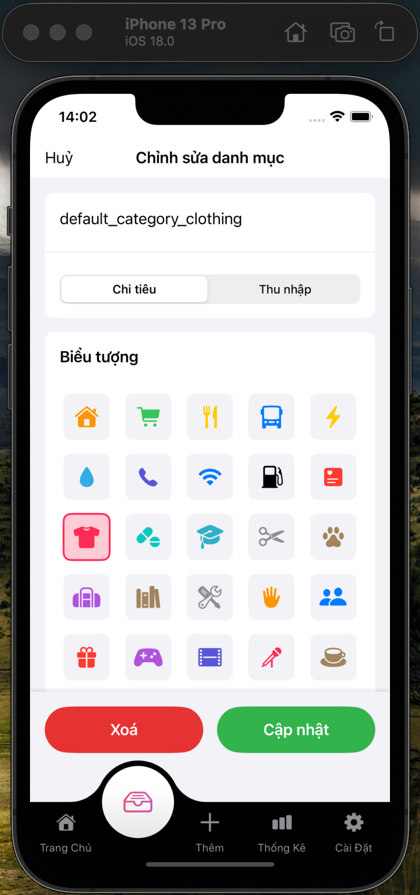 iPhone 13 Pro
iOS 18.0
14:02
Huỷ
Chỉnh sửa danh mục
default_category_clothing
Chi tiêu
Thu nhập
Biểu tượng
Xoá
Cập nhật
Trang Chủ
Thêm
Thống Kê
Cài Đặt